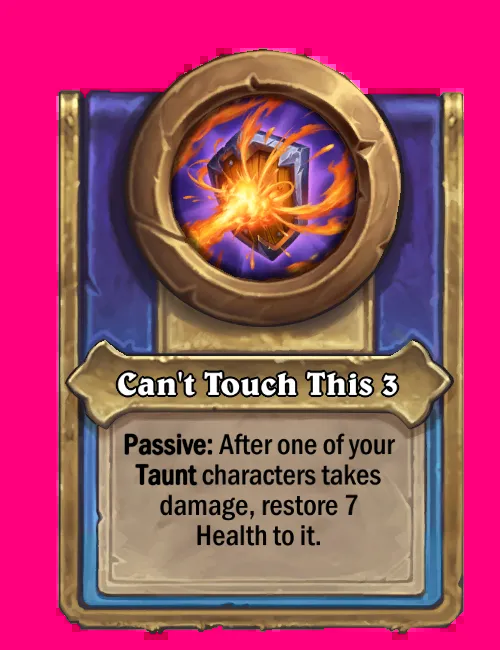 Can't Touch This 3
Passive: After one of your
Taunt characters takes
damage, restore 7
Health to it.